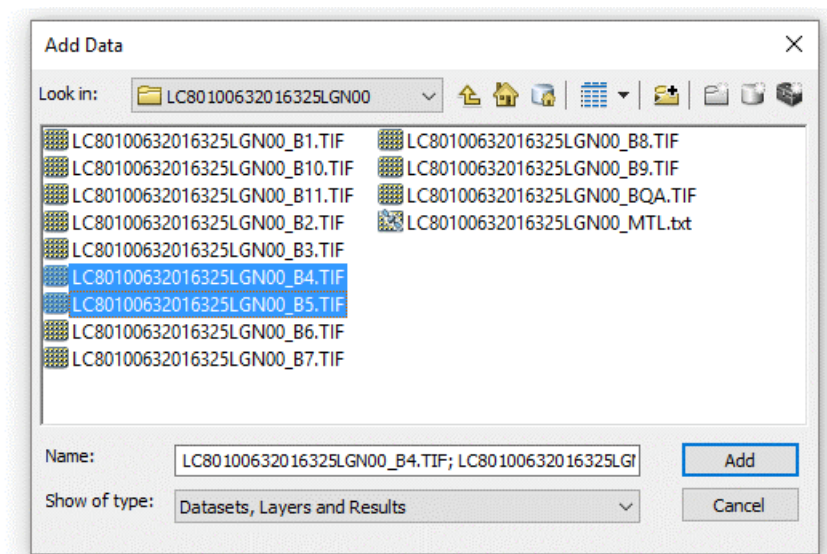 Add Data
Look in: LC80100632016325LGN00
LC80100632016325LGN00_B1.TIF
LC80100632016325LGN00_B10.TIF
LC80100632016325LGN00_B11.TIF
LC80100632016325LGN00_B2.TIF
LC80100632016325LGN00_B3.TIF
LC80100632016325LGN00_B4.TIF
LC80100632016325LGN00_B5.TIF
LC80100632016325LGN00_B6.TIF
LC80100632016325LGN00_B7.TIF
LC80100632016325LGN00_B8.TIF
LC80100632016325LGN00_B9.TIF
LC80100632016325LGN00_BQA.TIF
LC80100632016325LGN00_MTL.txt
Name: LC80100632016325LGN00_B4.TIF; LC80100632016325LG
Add
Show of type: Datasets, Layers and Results
Cancel